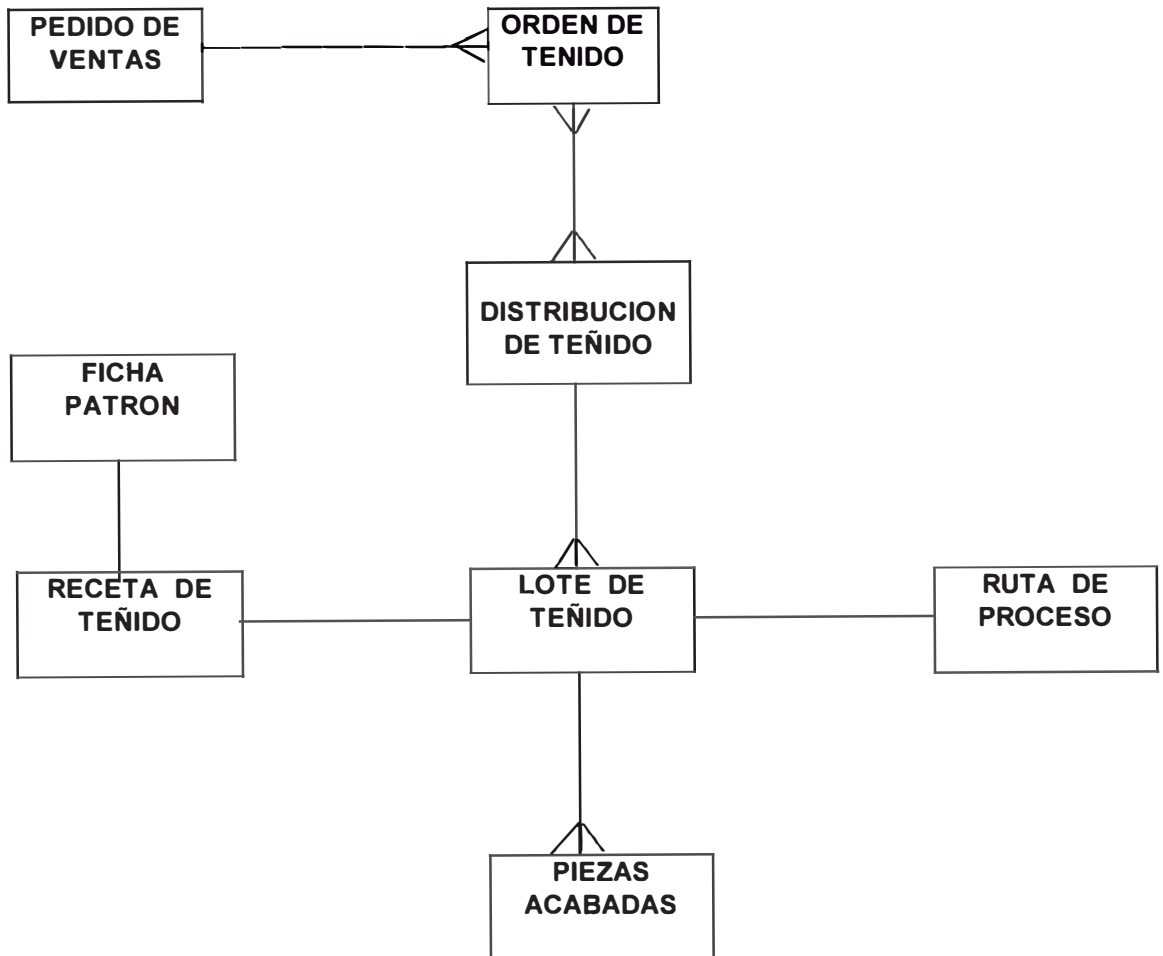 PEDIDO DE
VENTAS
ORDEN DE
TENIDO
DISTRIBUCION
DE TEÑIDO
FICHA
PATRON
RECETA DE
TEÑIDO
LOTE DE
TEÑIDO
RUTA DE
PROCESO
PIEZAS
ACABADAS